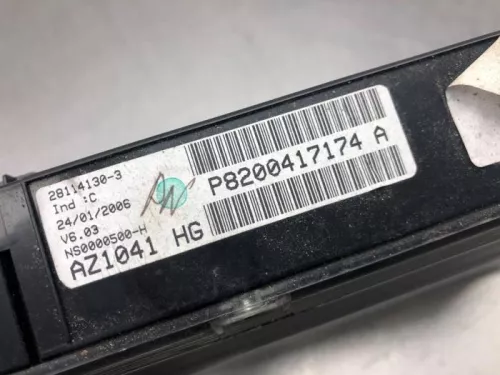 28114130-3
Ind :C
24/01/2006
V6.03
NS0000500-H
AZ1041 HG
P8200417174 A